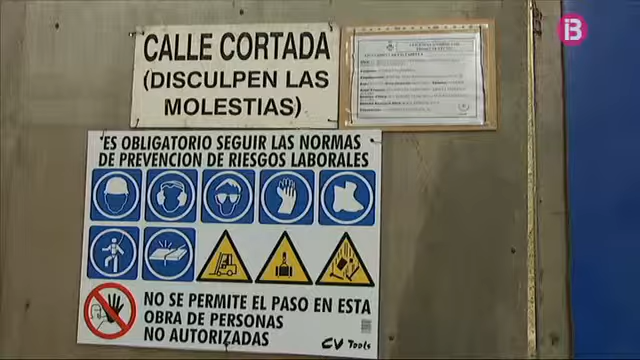 CALLE CORTADA
(DISCULPEN LAS
MOLESTIAS)
ES OBLIGATORIO SEGUIR LAS NORMAS
DE PREVENCION DE RIESGOS LABORALES
NO SE PERMITE EL PASO EN ESTA
OBRA DE PERSONAS
NO AUTORIZADAS
CV Tools
IB